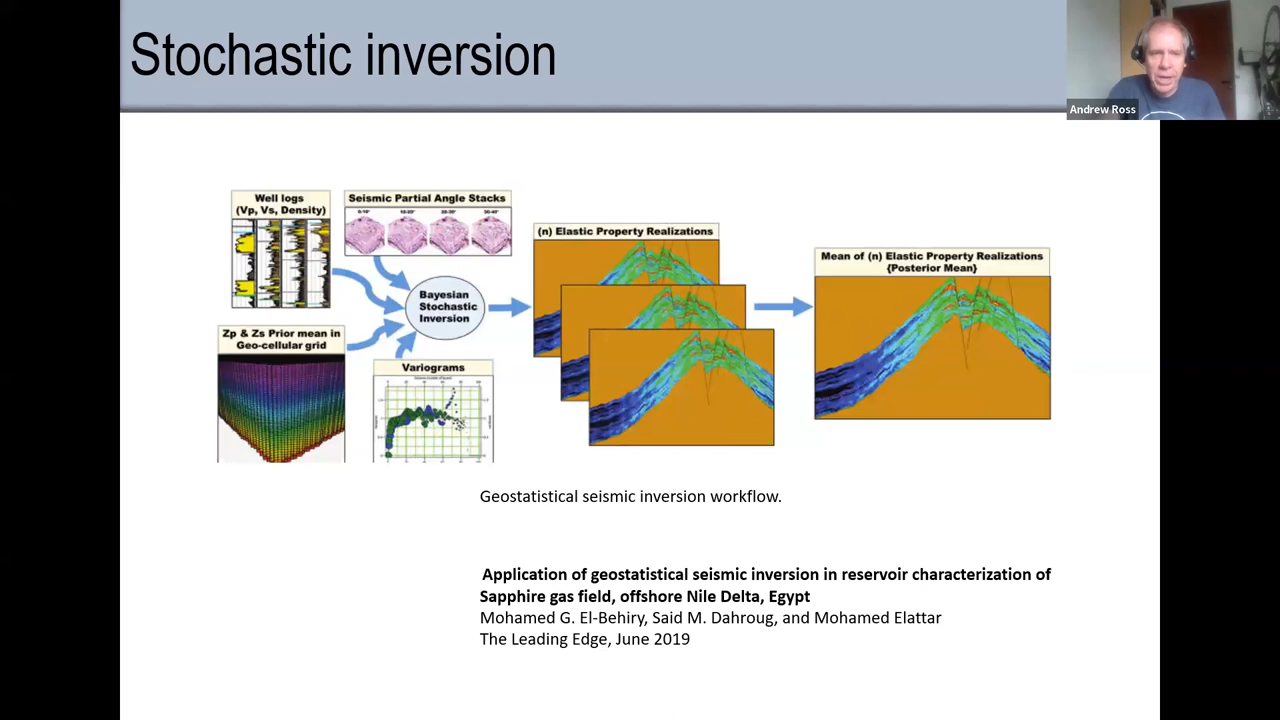 Stochastic inversion
Andrew Ross
Well logs
(Vp, Vs, Density)
Seismic Partial Angle Stacks
(n) Elastic Property Realizations
Mean of (n) Elastic Property Realizations
{Posterior Mean}
Bayesian
Stochastic
Inversion
Zp & Zs Prior mean in
Geo-cellular grid
Variograms
Geostatistical seismic inversion workflow.
Application of geostatistical seismic inversion in reservoir characterization of
Sapphire gas field, offshore Nile Delta, Egypt
Mohamed G. El-Behiry, Said M. Dahroug, and Mohamed Elattar
The Leading Edge, June 2019